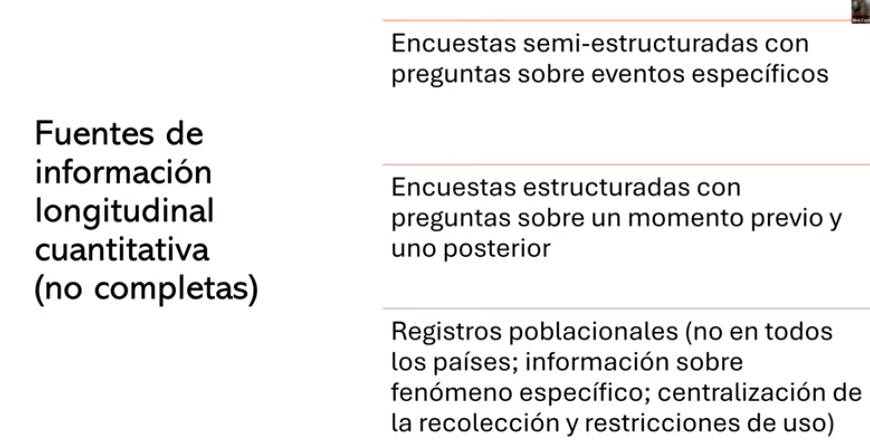 Fuentes de
información
longitudinal
cuantitativa
(no completas)
Encuestas semi-estructuradas con
preguntas sobre eventos específicos
Encuestas estructuradas con
preguntas sobre un momento previo y
uno posterior
Registros poblacionales (no en todos
los países; información sobre
fenómeno específico; centralización de
la recolección y restricciones de uso)